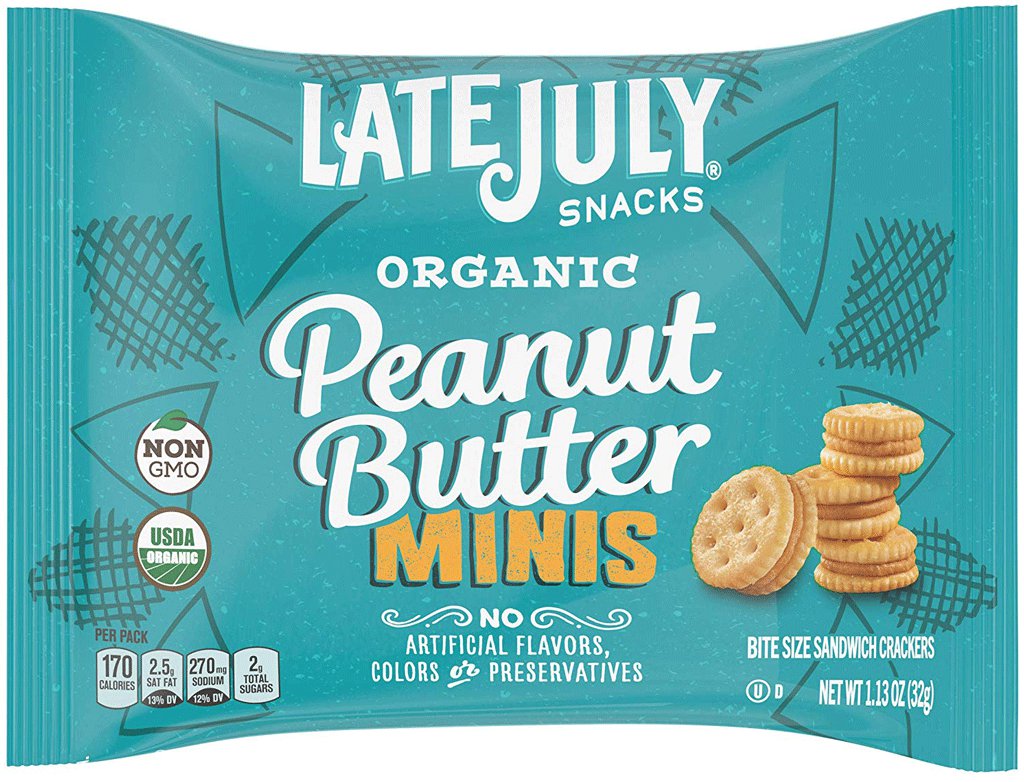 LATE JULY®
SNACKS
ORGANIC
Peanut
Butter
MINIS
NO
ARTIFICIAL FLAVORS,
COLORS or PRESERVATIVES
NON
GMO
USDA
ORGANIC
PER PACK
170
CALORIES
2.5g
SAT FAT
13% DV
270mg
SODIUM
12% DV
2g
TOTAL
SUGARS
BITE SIZE SANDWICH CRACKERS
U D
NET WT 1.13 OZ (32g)